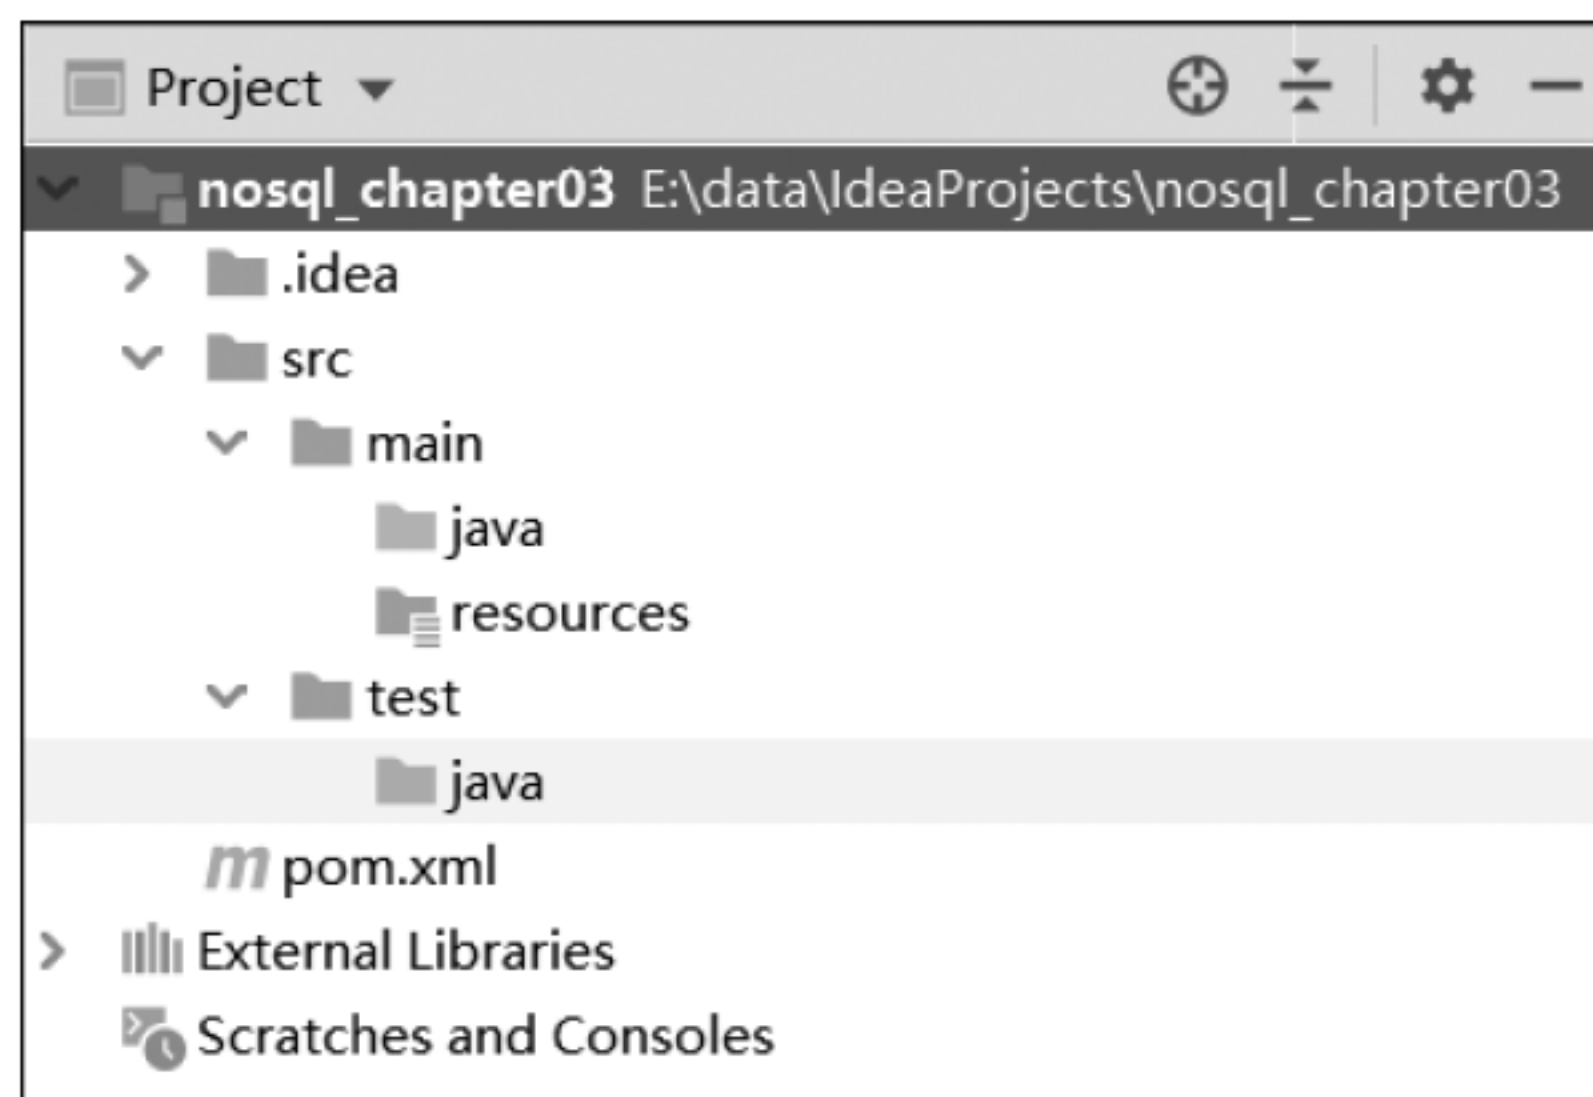 Project
nosql_chapter03 E:\data\IdeaProjects\nosql_chapter03
.idea
src
main
java
resources
test
java
pom.xml
External Libraries
Scratches and Consoles